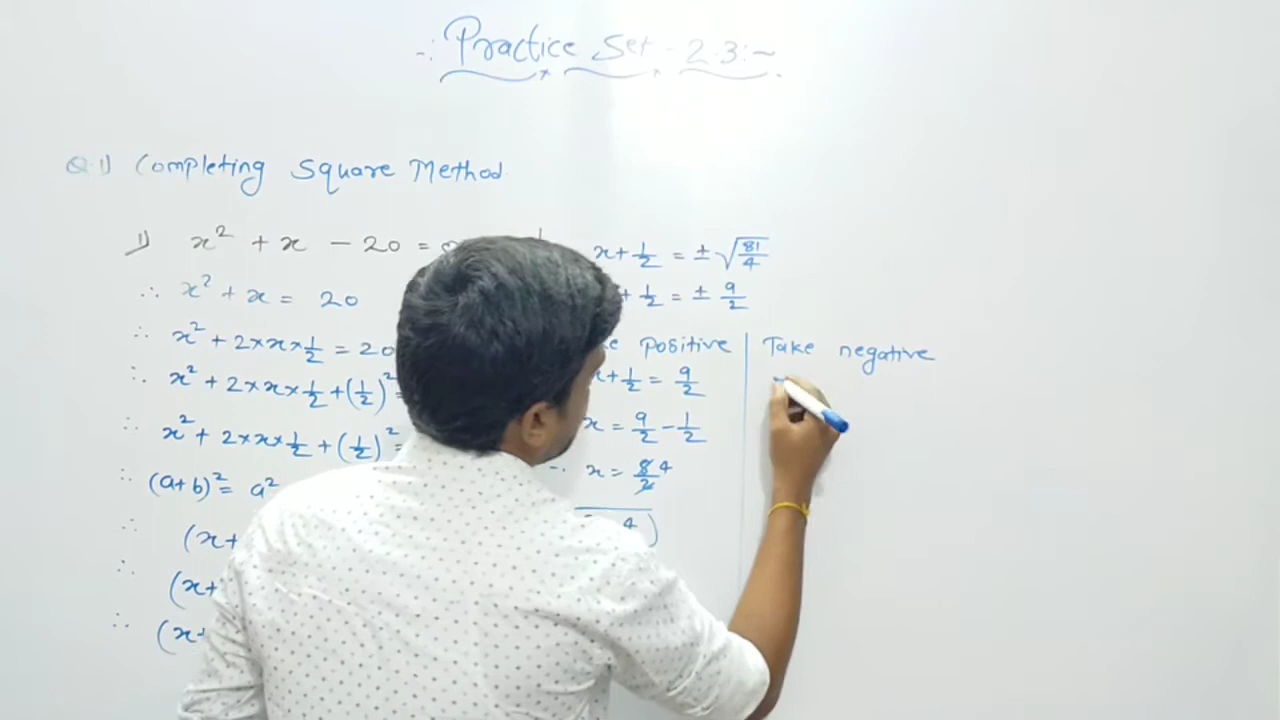 -: Practice Set - 2.3 :~
Q.1) Completing Square Method.
1) x² + x - 20 =
∴ x² + x = 20
∴ x² + 2×x×1/2 = 20
∴ x² + 2×x×1/2 + (1/2)²
∴ x² + 2×x×1/2 + (1/2)² =
∴ (a+b)² = a²
∴ (x+
∴ (x+
∴ (x+
x + 1/2 = ± √81/4
+ 1/2 = ± 9/2
positive
x + 1/2 = 9/2
x = 9/2 - 1/2
∴ x = 8/2 4
4
Take negative